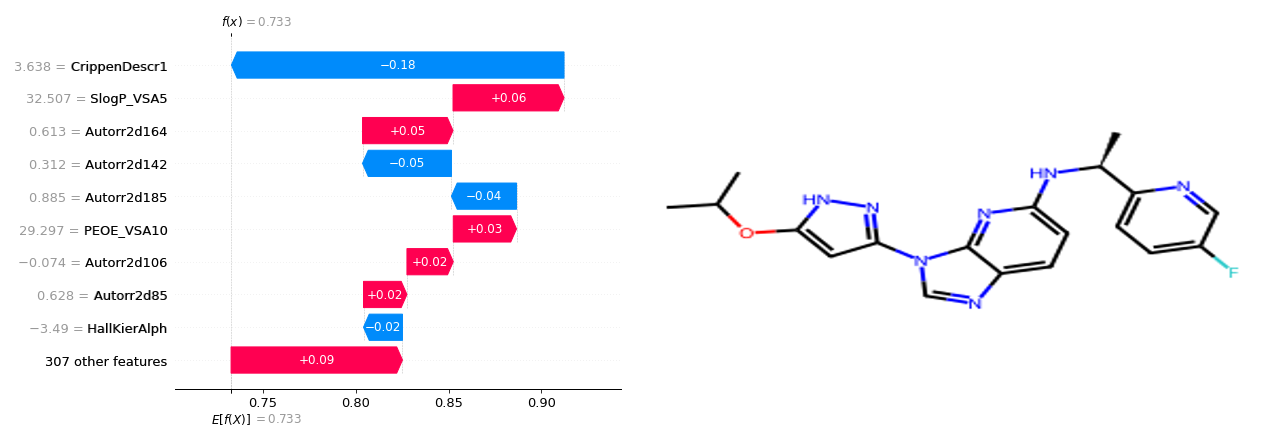 f(x) = 0.733
3.638 = CrippenDescr1
−0.18
32.507 = SlogP_VSA5
+0.06
0.613 = Autorr2d164
+0.05
0.312 = Autorr2d142
−0.05
0.885 = Autorr2d185
−0.04
29.297 = PEOE_VSA10
+0.03
−0.074 = Autorr2d106
+0.02
0.628 = Autorr2d85
+0.02
−3.49 = HallKierAlph
−0.02
307 other features
+0.09
0.75 0.80 0.85 0.90
E[f(X)] = 0.733
HN
N
O
N
N
N
HN
N
F